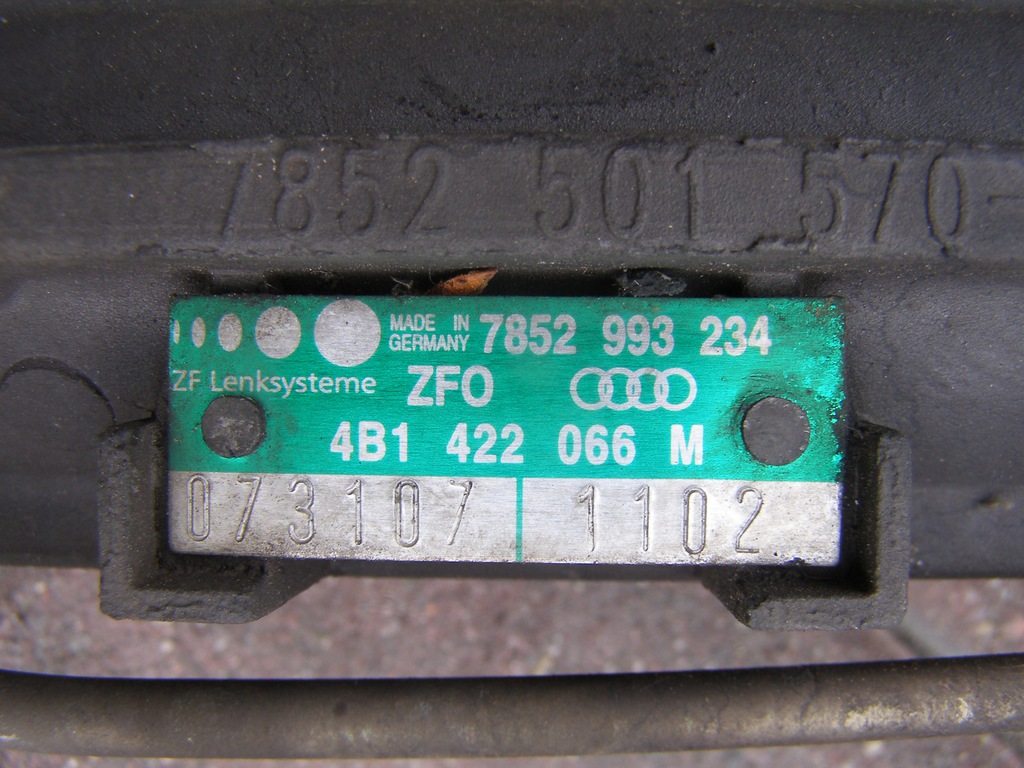 7852 501 570-
MADE IN GERMANY 7852 993 234
ZF Lenksysteme ZFO
4B1 422 066 M
073107 1102